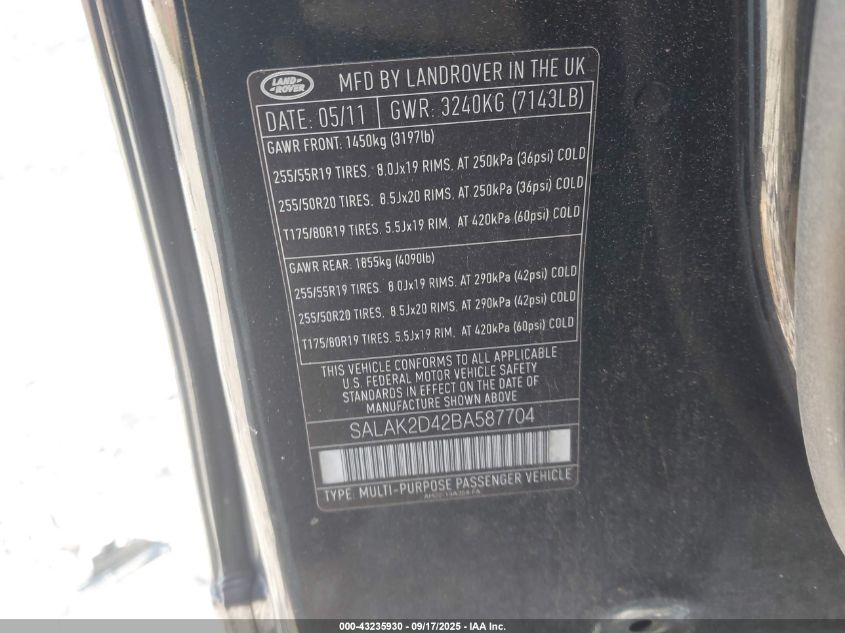 LAND
ROVER
MFD BY LANDROVER IN THE UK
DATE: 05/11 GWR: 3240KG (7143LB)
GAWR FRONT: 1450kg (3197lb)
255/55R19 TIRES. 8.0Jx19 RIMS. AT 250kPa (36psi) COLD
255/50R20 TIRES. 8.5Jx20 RIMS. AT 250kPa (36psi) COLD
T175/80R19 TIRES. 5.5Jx19 RIM. AT 420kPa (60psi) COLD
GAWR REAR: 1855kg (4090lb)
255/55R19 TIRES. 8.0Jx19 RIMS. AT 290kPa (42psi) COLD
255/50R20 TIRES. 8.5Jx20 RIMS. AT 290kPa (42psi) COLD
T175/80R19 TIRES. 5.5Jx19 RIM. AT 420kPa (60psi) COLD
THIS VEHICLE CONFORMS TO ALL APPLICABLE
U.S. FEDERAL MOTOR VEHICLE SAFETY
STANDARDS IN EFFECT ON THE DATE OF
MANUFACTURE SHOWN ABOVE
SALAK2D42BA587704
TYPE: MULTI-PURPOSE PASSENGER VEHICLE
000-43235930 - 09/17/2025 - IAA Inc.